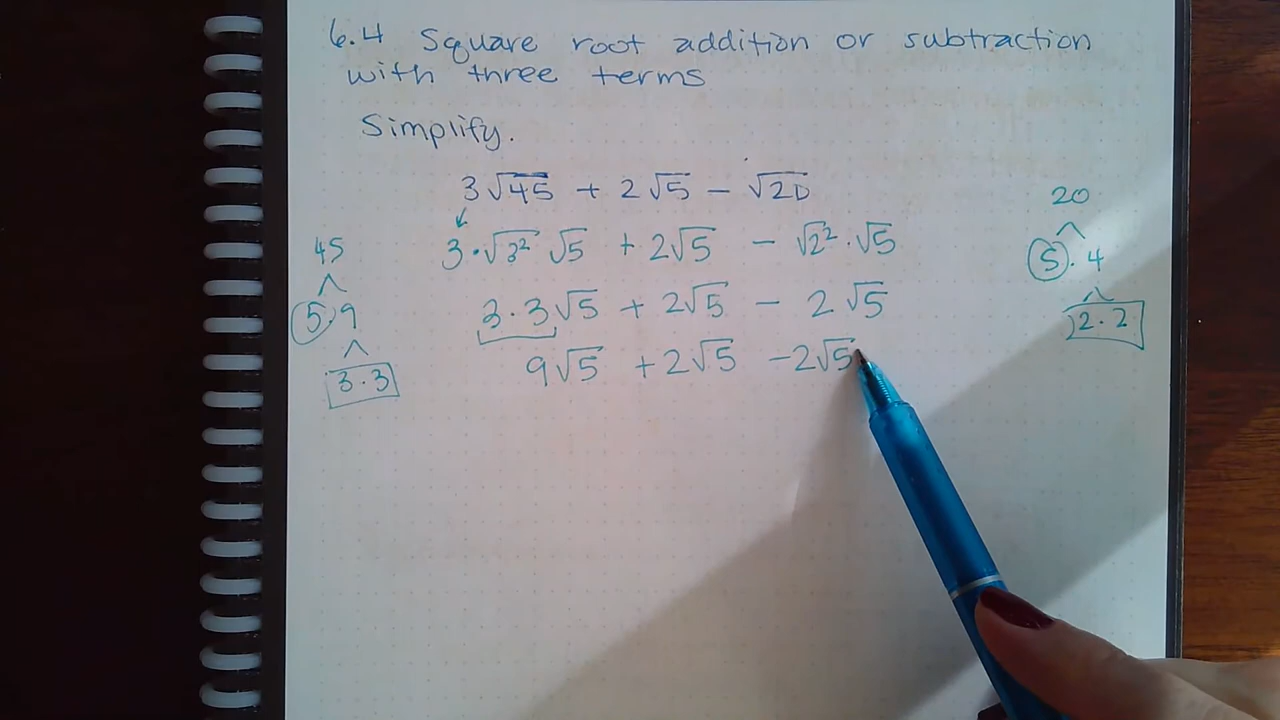 6.4 Square root addition or subtraction
with three terms
Simplify.
3√45 + 2√5 − √20
3·√3² √5 + 2√5 − √2²·√5
3·3√5 + 2√5 − 2√5
9√5 + 2√5 − 2√5
45
5·9
3·3
20
5·4
2·2